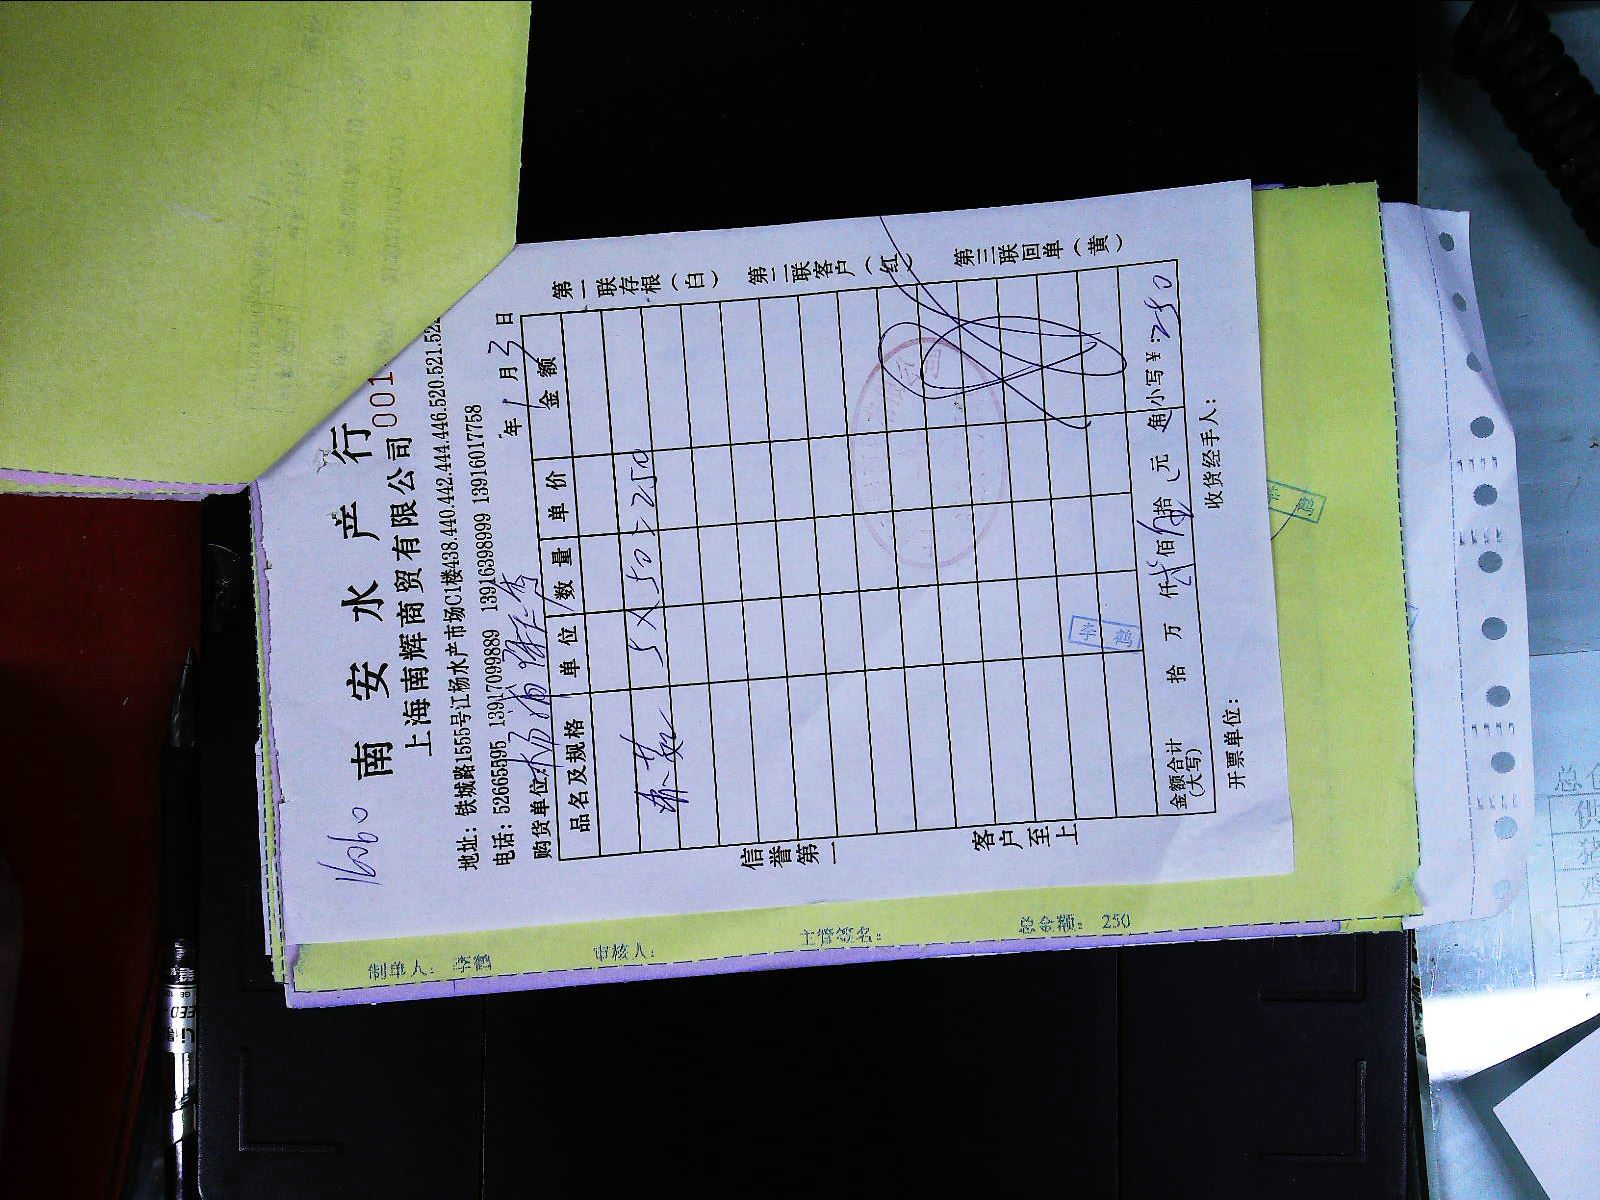 1660
南安水产行
上海南辉商贸有限公司
001
地址：铁城路1555号江杨水产市场C1楼438.440.442.444.446.520.521.522
电话：52665595 13917099889 13916398999 13916017758
购货单位：杨浦 年 1 月 3 日
品名及规格 单位 数量 单价 金额
5 X 50 = 250
信誉第一
客户至上
第一联存根（白）
第二联客户（红）
第三联回单（黄）
李鹤
金额合计（大写） 拾 万 仟 贰 佰 伍 拾 元 角 小写¥：250
开票单位： 收货经手人：
制单人：李鹤 审核人： 主管签名： 总金额：250